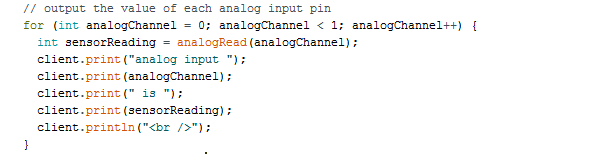 // output the value of each analog input pin
for (int analogChannel = 0; analogChannel < 1; analogChannel++) {
int sensorReading = analogRead(analogChannel);
client.print("analog input ");
client.print(analogChannel);
client.print(" is ");
client.print(sensorReading);
client.println("<br />");
}